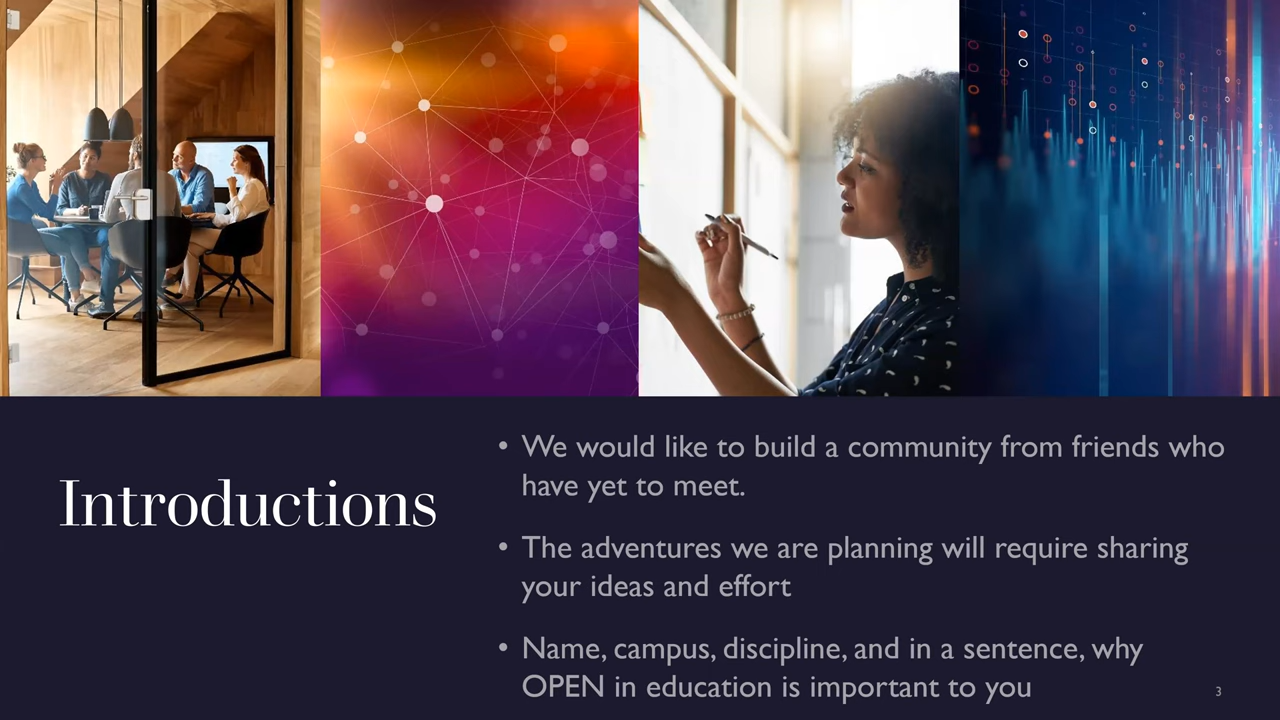 Introductions
• We would like to build a community from friends who
have yet to meet.
• The adventures we are planning will require sharing
your ideas and effort
• Name, campus, discipline, and in a sentence, why
OPEN in education is important to you
3